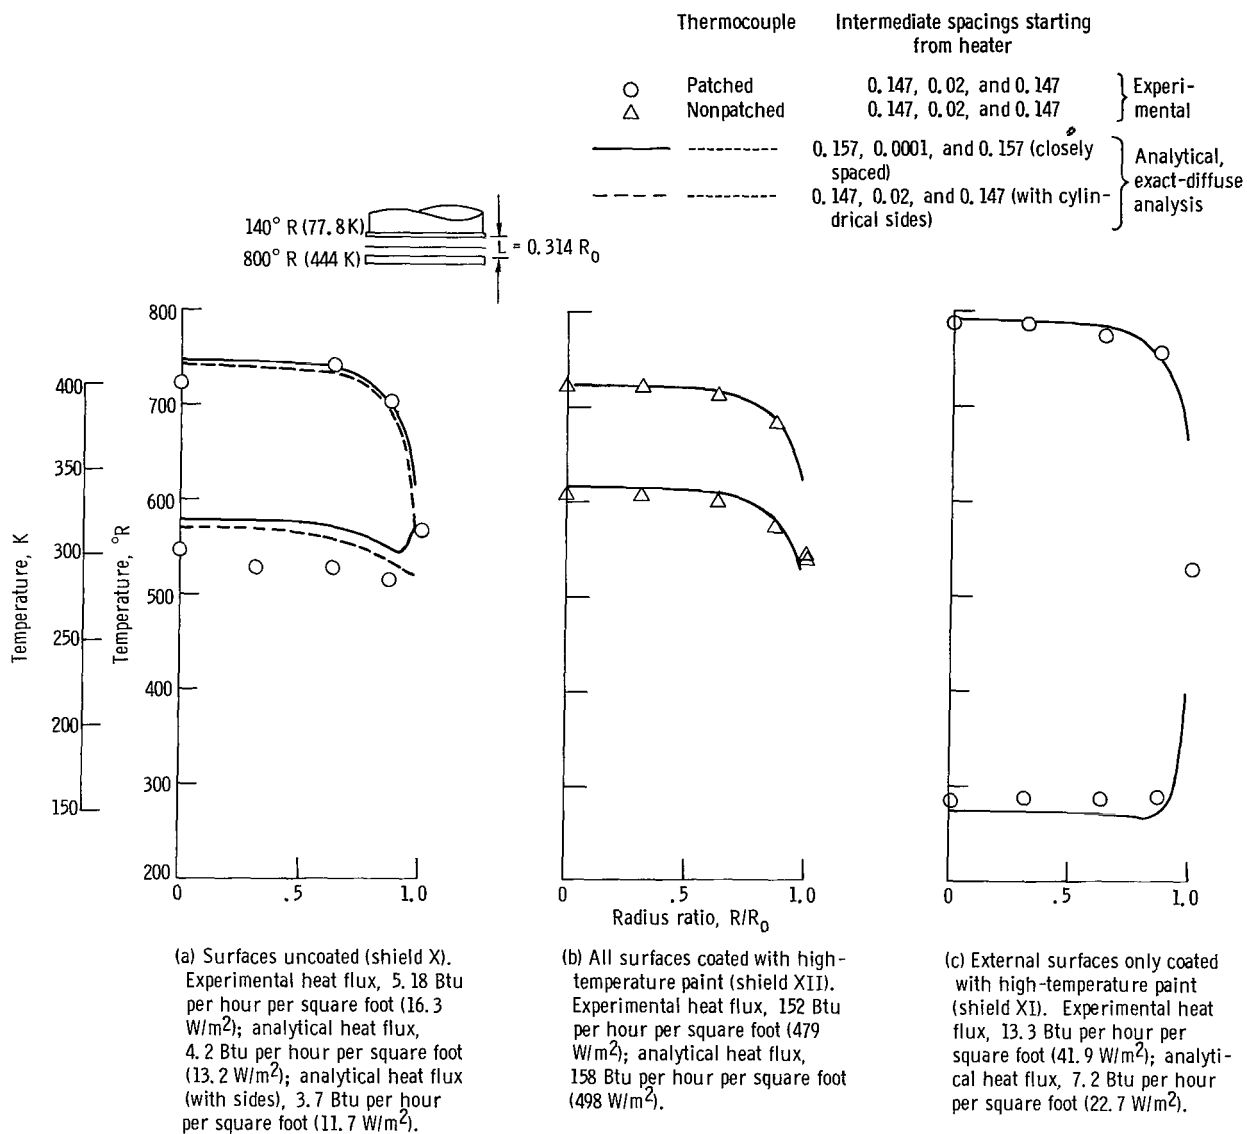 Thermocouple
Intermediate spacings starting
from heater
Patched
0.147, 0.02, and 0.147
Nonpatched
0.147, 0.02, and 0.147
Experi-
mental
0.157, 0.0001, and 0.157 (closely
spaced)
0.147, 0.02, and 0.147 (with cylin-
drical sides)
Analytical,
exact-diffuse
analysis
140° R (77.8 K)
800° R (444 K)
L = 0.314 R0
Temperature, K
400
350
300
250
200
150
Temperature, °R
800
700
600
500
400
300
200
0
.5
1.0
0
.5
1.0
0
.5
1.0
Radius ratio, R/R0
(a) Surfaces uncoated (shield X).
Experimental heat flux, 5.18 Btu
per hour per square foot (16.3
W/m2); analytical heat flux,
4.2 Btu per hour per square foot
(13.2 W/m2); analytical heat flux
(with sides), 3.7 Btu per hour
per square foot (11.7 W/m2).
(b) All surfaces coated with high-
temperature paint (shield XII).
Experimental heat flux, 152 Btu
per hour per square foot (479
W/m2); analytical heat flux,
158 Btu per hour per square foot
(498 W/m2).
(c) External surfaces only coated
with high-temperature paint
(shield XI). Experimental heat
flux, 13.3 Btu per hour per
square foot (41.9 W/m2); analyti-
cal heat flux, 7.2 Btu per hour
per square foot (22.7 W/m2).